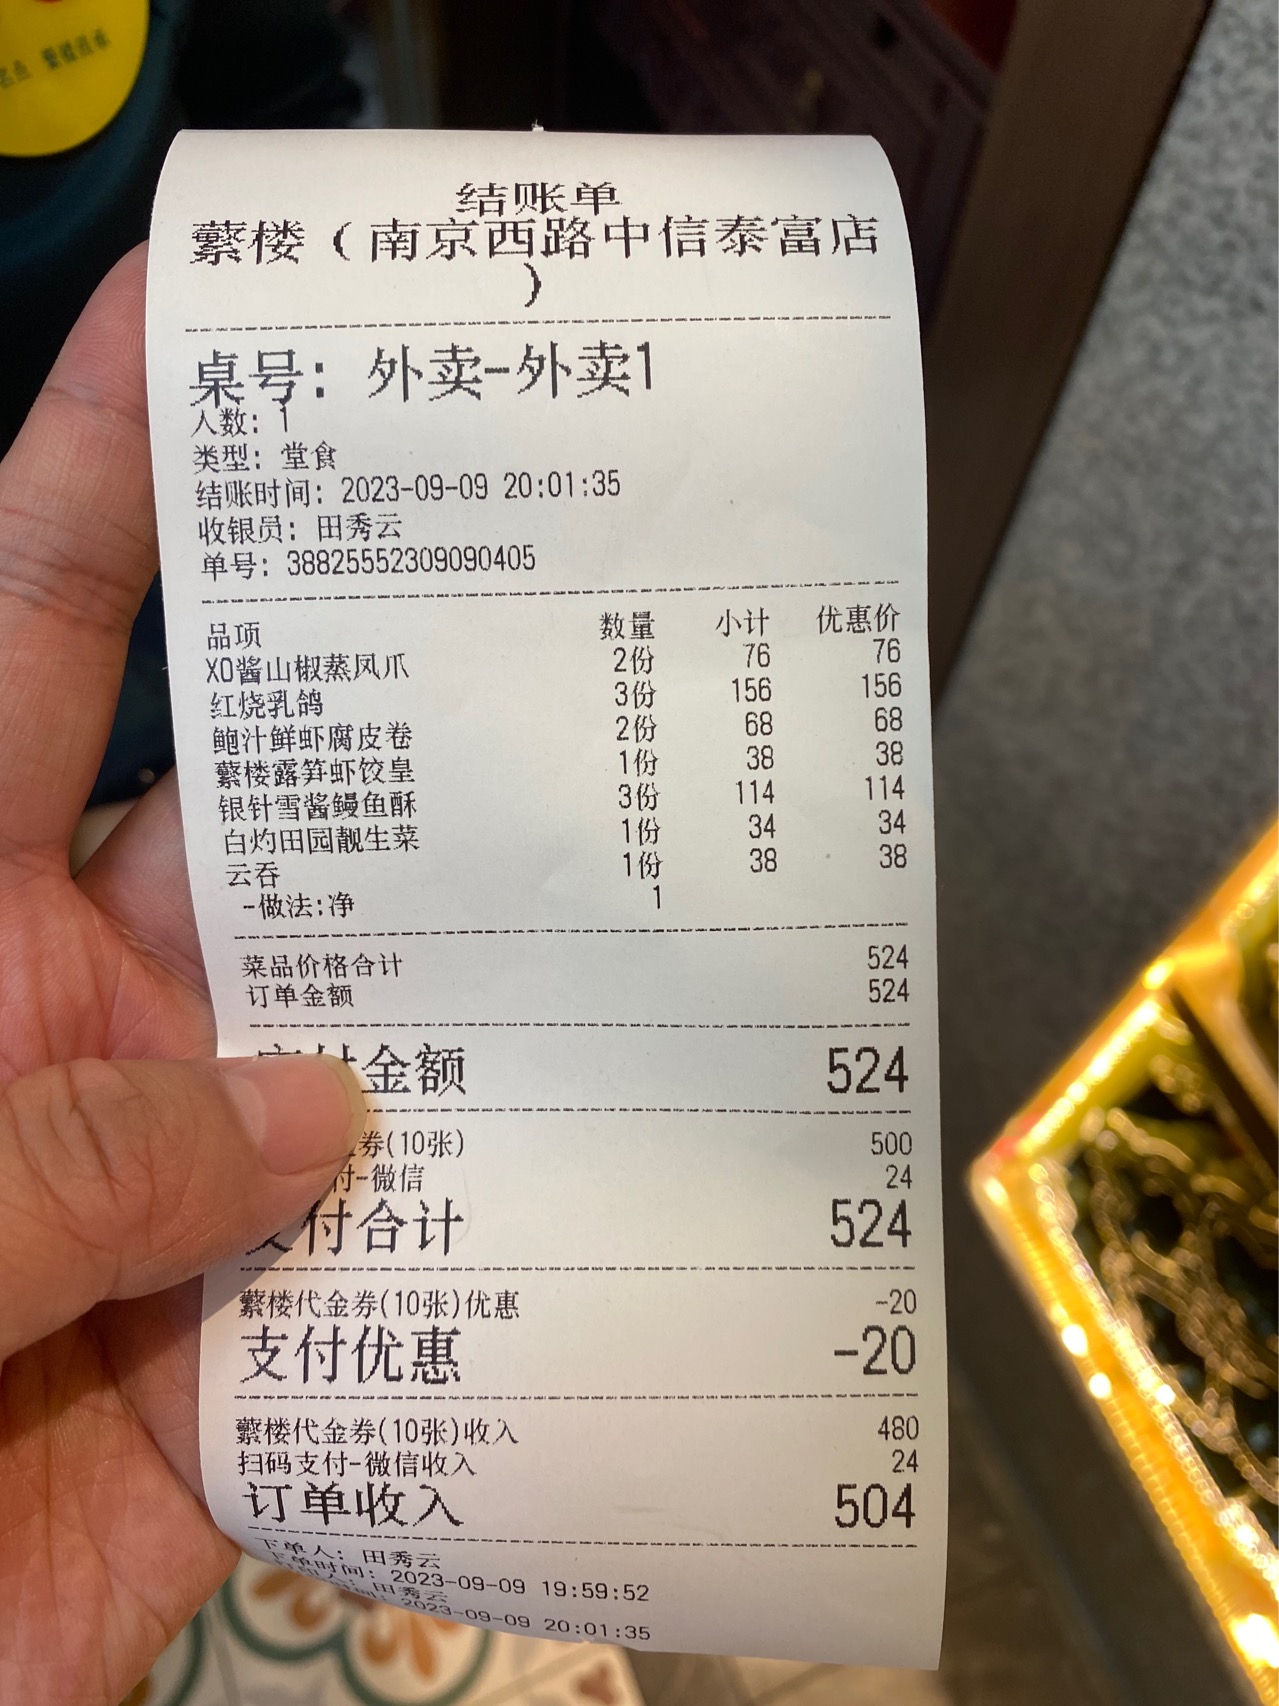 结账单
蘩楼（南京西路中信泰富店
）
桌号：外卖-外卖1
人数：1
类型：堂食
结账时间：2023-09-09 20:01:35
收银员：田秀云
单号：38825552309090405
品项 数量 小计 优惠价
XO酱山椒蒸凤爪 2份 76 76
红烧乳鸽 3份 156 156
鲍汁鲜虾腐皮卷 2份 68 68
蘩楼露笋虾饺皇 1份 38 38
银针雪酱鳗鱼酥 3份 114 114
白灼田园靓生菜 1份 34 34
云吞 1份 38 38
-做法:净 1
菜品价格合计 524
订单金额 524
金额 524
券(10张) 500
付-微信 24
支付合计 524
蘩楼代金券(10张)优惠 -20
支付优惠 -20
蘩楼代金券(10张)收入 480
扫码支付-微信收入 24
订单收入 504
下单人：田秀云
下单时间：2023-09-09 19:59:52
田秀云
2023-09-09 20:01:35